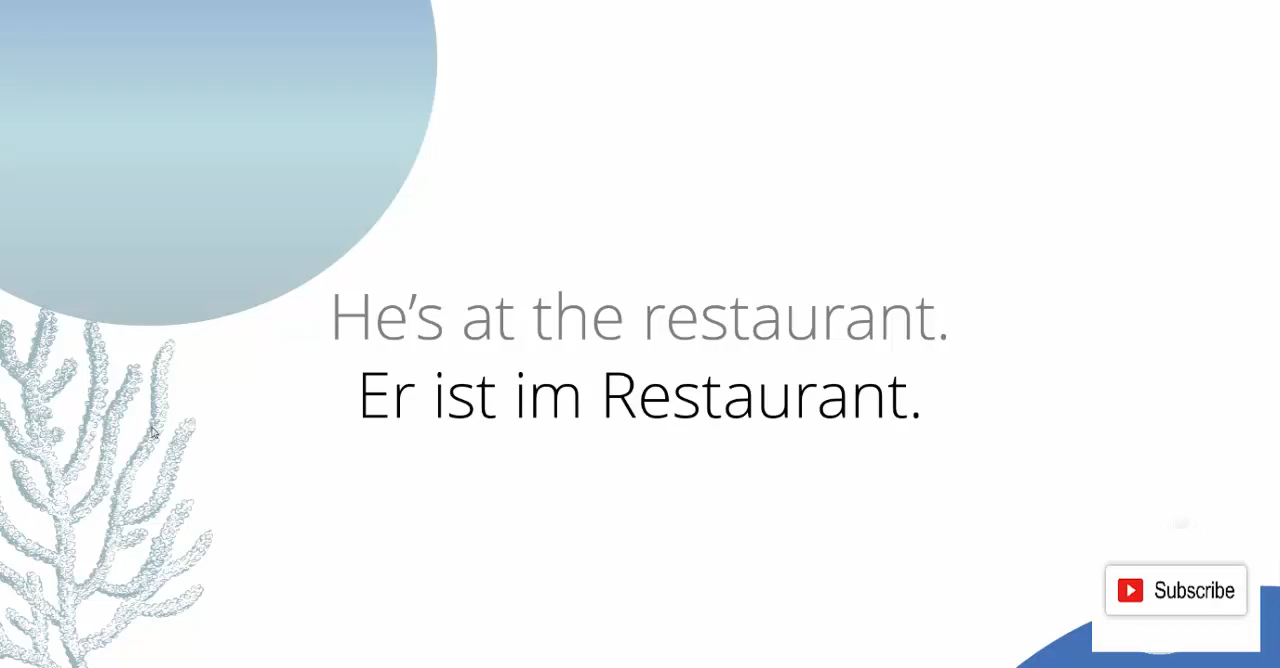 He’s at the restaurant.
Er ist im Restaurant.
Subscribe